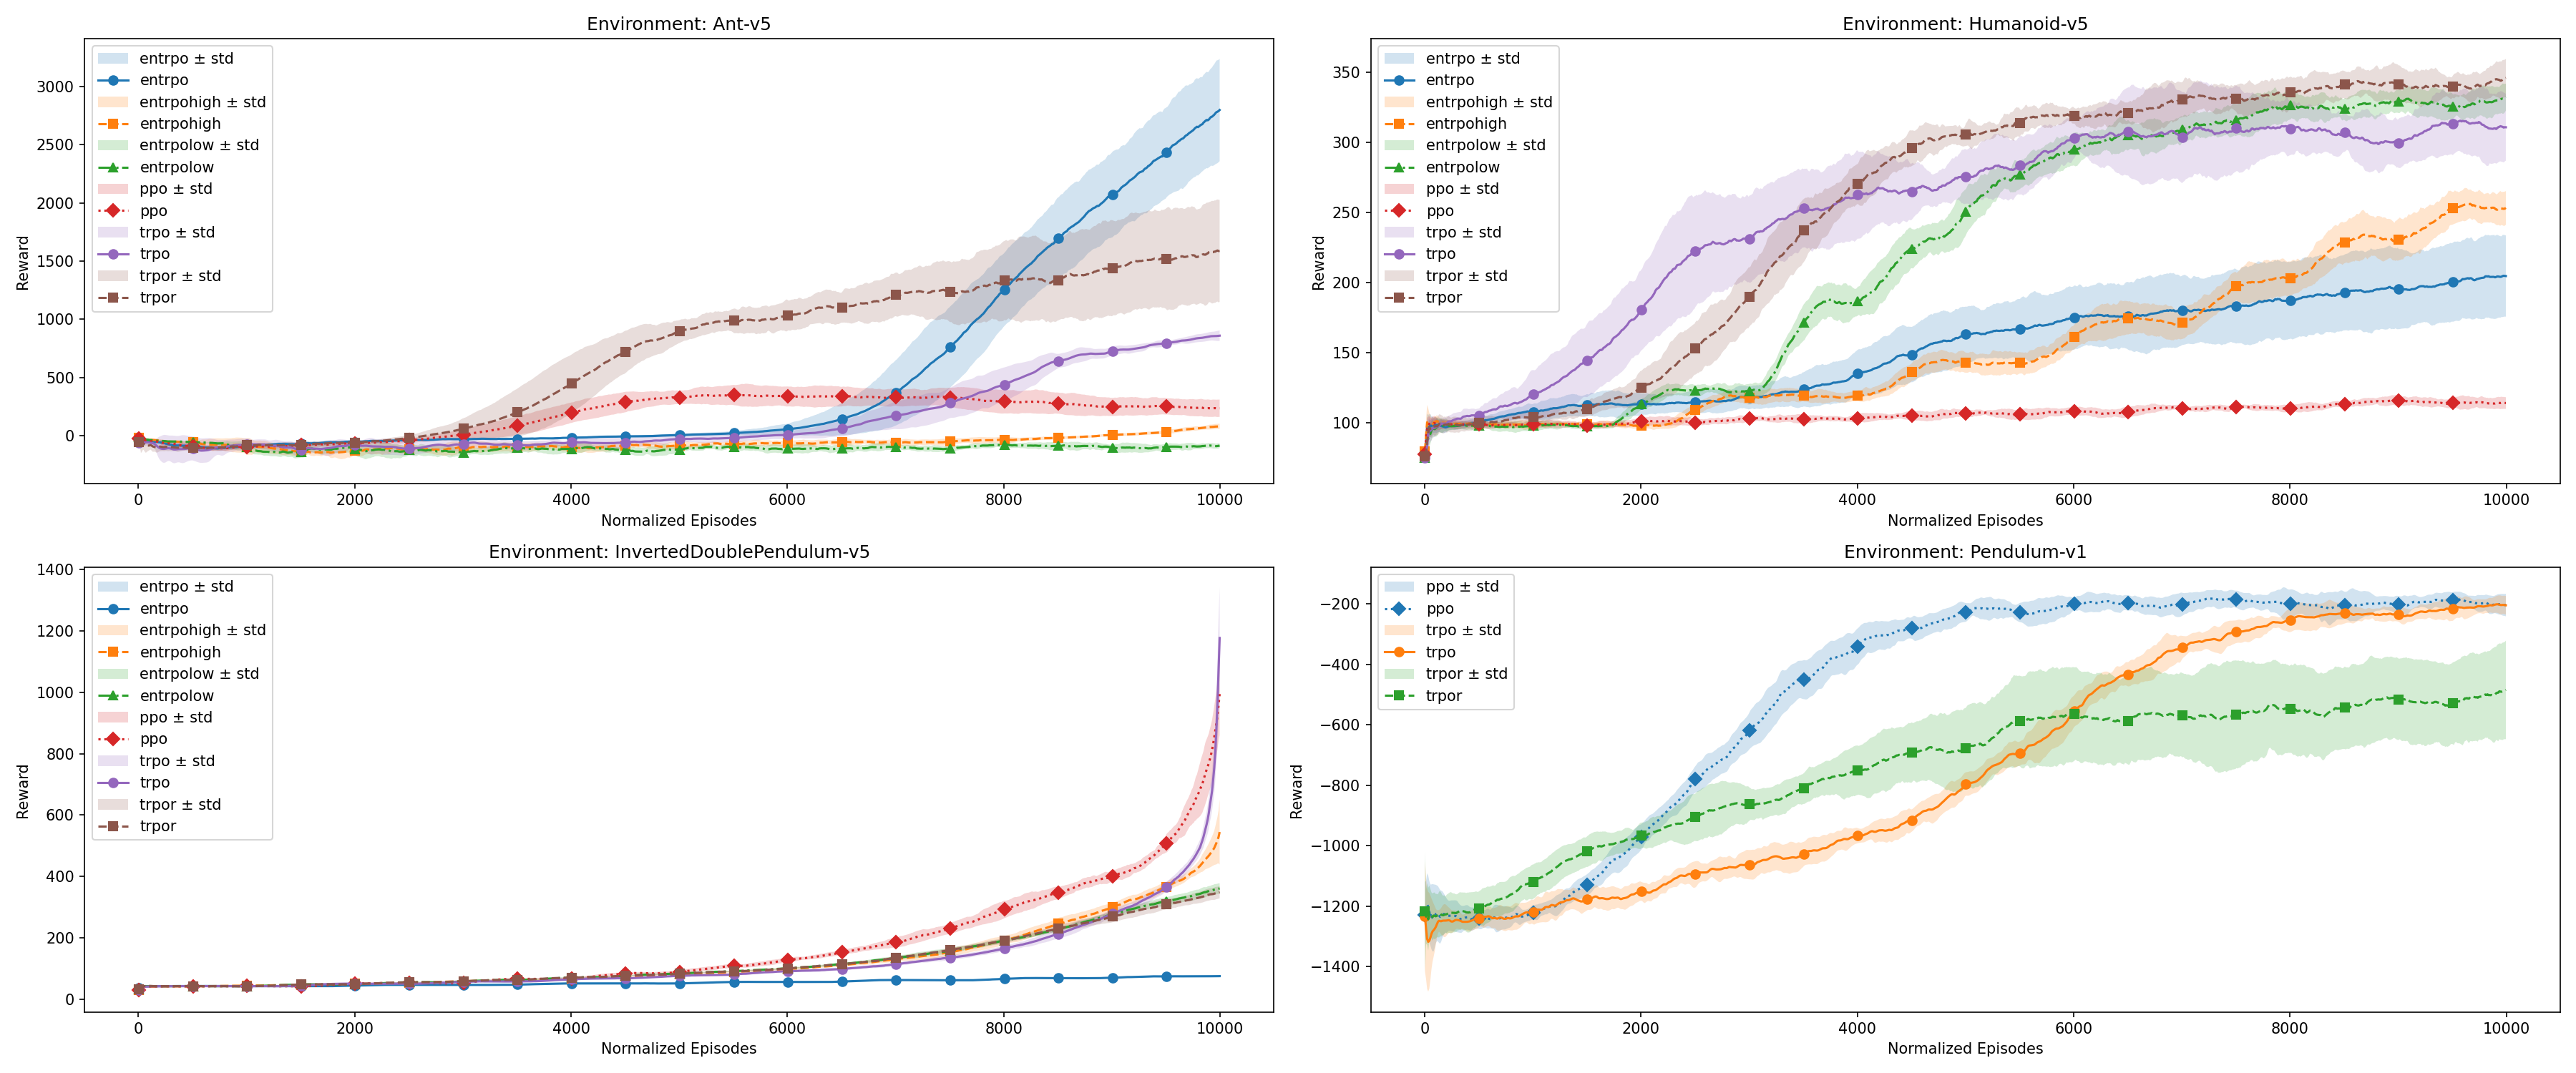 Environment: Ant-v5
entrpo ± std
entrpo
entrpohigh ± std
entrpohigh
entrpolow ± std
entrpolow
ppo ± std
ppo
trpo ± std
trpo
trpor ± std
trpor
3000
2500
2000
1500
1000
500
0
Reward
0 2000 4000 6000 8000 10000
Normalized Episodes
Environment: Humanoid-v5
entrpo ± std
entrpo
entrpohigh ± std
entrpohigh
entrpolow ± std
entrpolow
ppo ± std
ppo
trpo ± std
trpo
trpor ± std
trpor
350
300
250
200
150
100
Reward
0 2000 4000 6000 8000 10000
Normalized Episodes
Environment: InvertedDoublePendulum-v5
entrpo ± std
entrpo
entrpohigh ± std
entrpohigh
entrpolow ± std
entrpolow
ppo ± std
ppo
trpo ± std
trpo
trpor ± std
trpor
1400
1200
1000
800
600
400
200
0
Reward
0 2000 4000 6000 8000 10000
Normalized Episodes
Environment: Pendulum-v1
ppo ± std
ppo
trpo ± std
trpo
trpor ± std
trpor
−200
−400
−600
−800
−1000
−1200
−1400
Reward
0 2000 4000 6000 8000 10000
Normalized Episodes